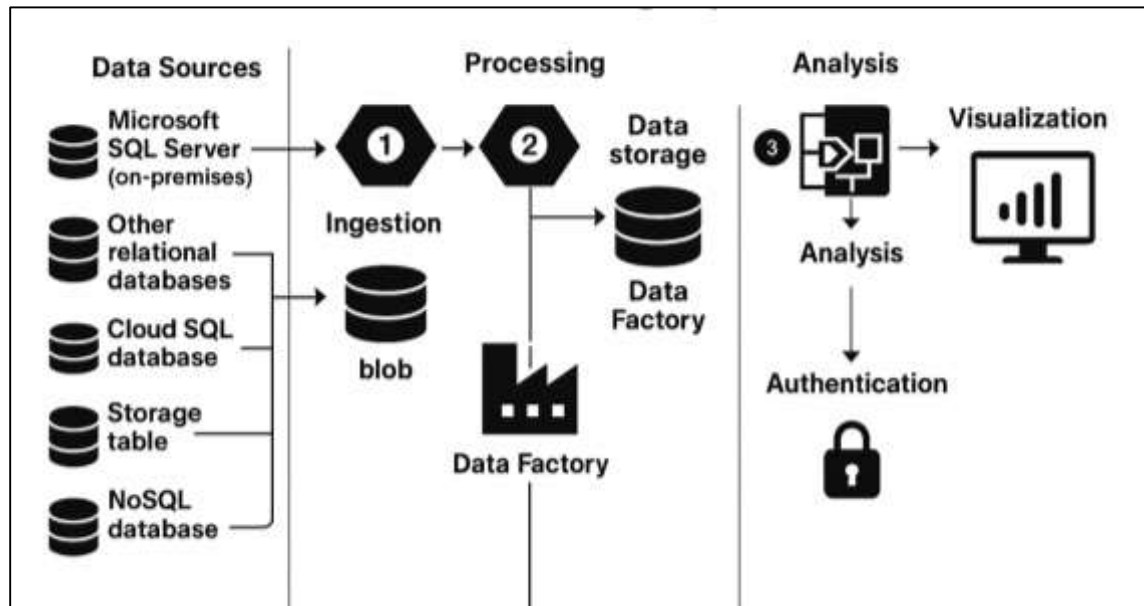 Data Sources
Microsoft
SQL Server
(on-premises)
Other
relational
databases
Cloud SQL
database
Storage
table
NoSQL
database
Processing
1
2
Ingestion
blob
Data
storage
Data
Factory
Data Factory
Analysis
3
Visualization
Analysis
Authentication